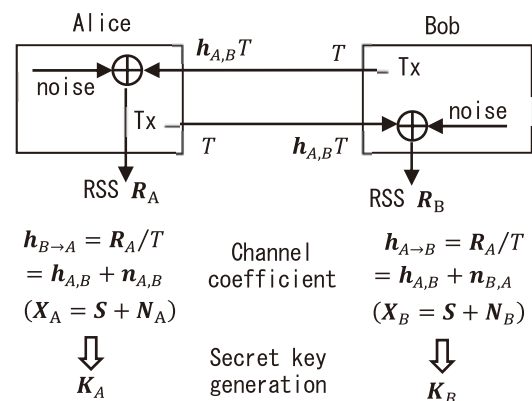 Alice
Bob
h_{A,B}T
T
Tx
noise
noise
Tx
T
h_{A,B}T
RSS R_A
RSS R_B
h_{B→A} = R_A/T
= h_{A,B} + n_{A,B}
(X_A = S + N_A)
Channel
coefficient
h_{A→B} = R_A/T
= h_{A,B} + n_{B,A}
(X_B = S + N_B)
Secret key
generation
K_A
K_B